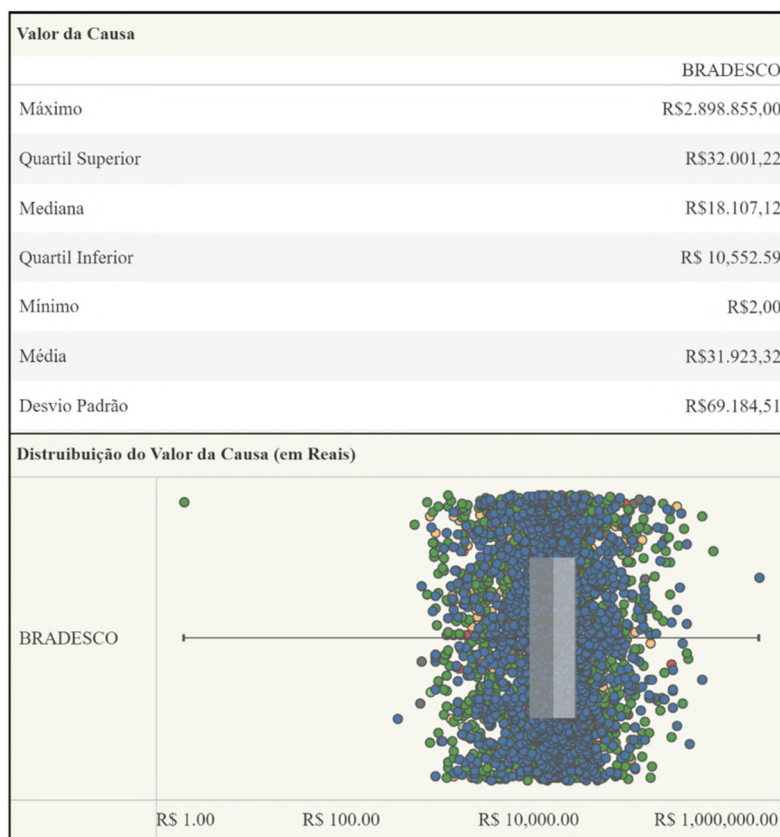 Valor da Causa
BRADESCO
Máximo R$2.898.855,00
Quartil Superior R$32.001,22
Mediana R$18.107,12
Quartil Inferior R$ 10,552.59
Mínimo R$2,00
Média R$31.923,32
Desvio Padrão R$69.184,51
Distruibuição do Valor da Causa (em Reais)
BRADESCO
R$ 1.00 R$ 100.00 R$ 10,000.00 R$ 1,0000,000.00